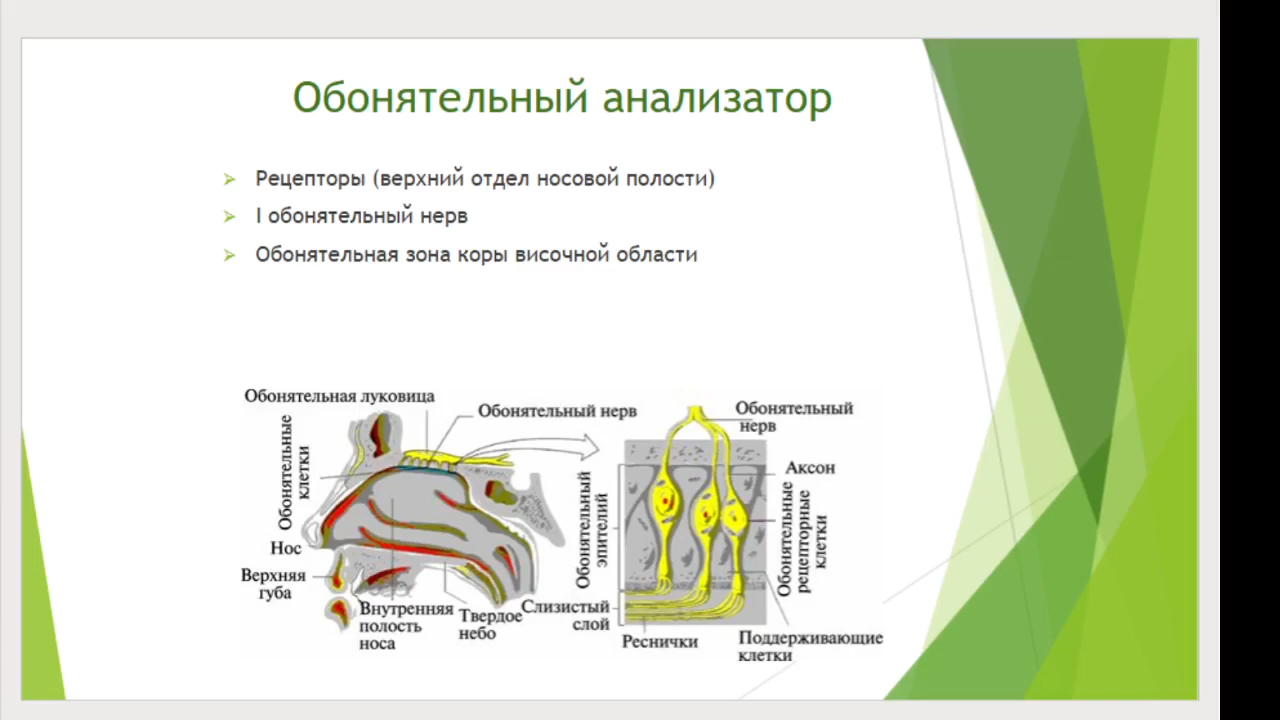 Обонятельный анализатор
Рецепторы (верхний отдел носовой полости)
I обонятельный нерв
Обонятельная зона коры височной области
Обонятельная луковица
Обонятельный нерв
Обонятельные
клетки
Нос
Верхняя
губа
Внутренняя
полость
носа
Твердое
небо
Обонятельный
нерв
Аксон
Обонятельный
эпителий
Обонятельные
рецепторные
клетки
Слизистый
слой
Реснички
Поддерживающие
клетки